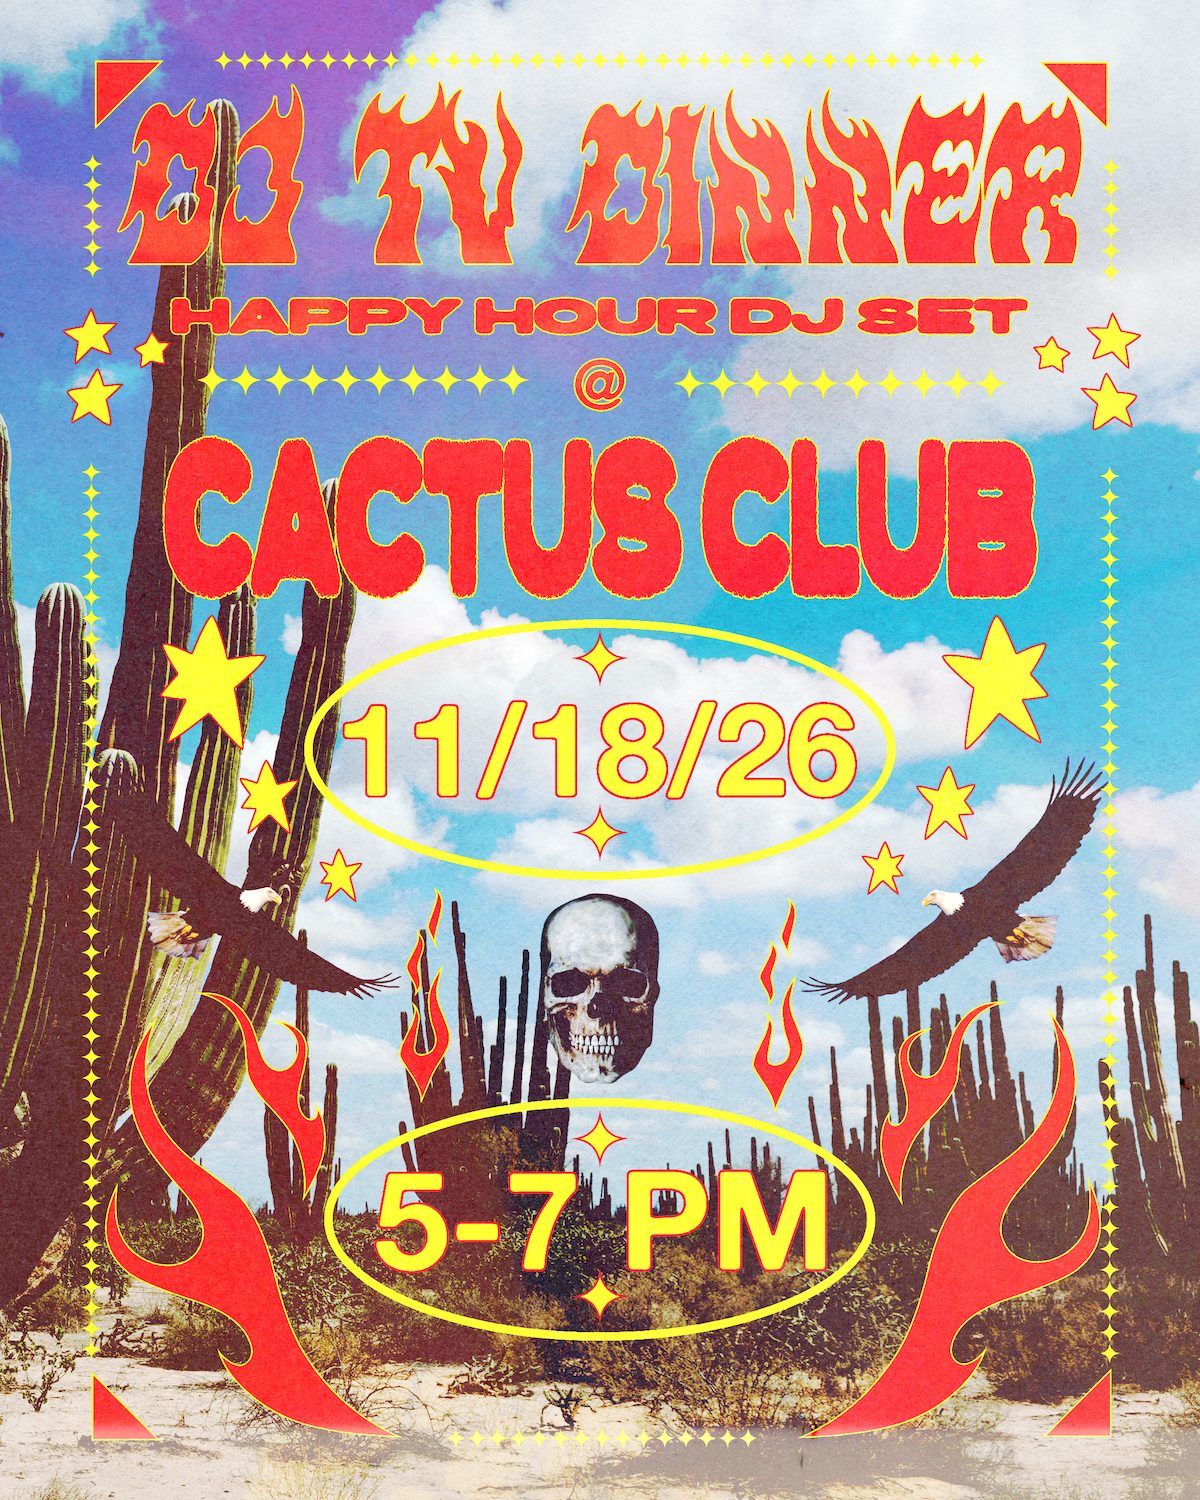 DJ TV DINNER
HAPPY HOUR DJ SET
@
CACTUS CLUB
11/18/26
5-7 PM